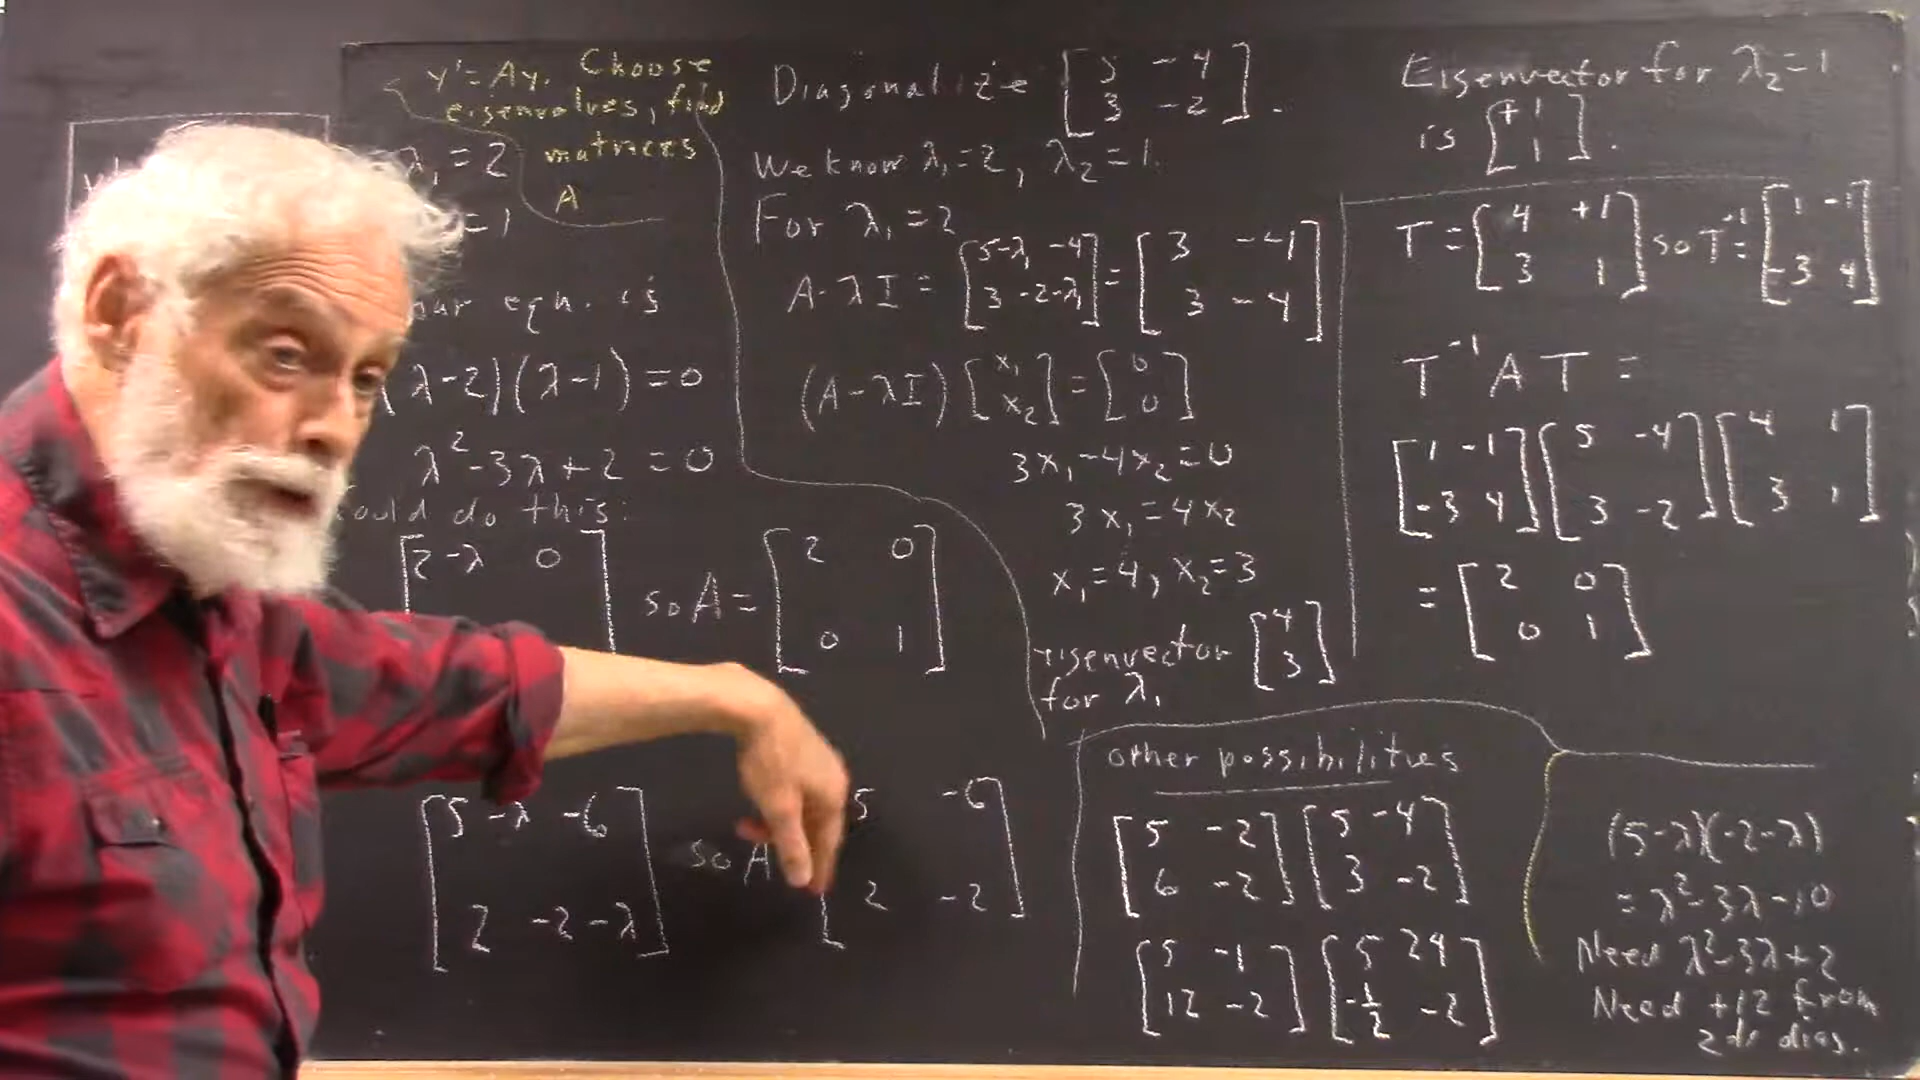 y'=Ay. Choose
eigenvalues, find
matrices
A
λ₁ = 2
= 1
eqn. is
(λ-2)(λ-1) = 0
λ²-3λ+2 = 0
could do this:
[2-λ 0]
so A = [2 0
0 1]
[5-λ -6
2 -2-λ]
so A [5 -6
2 -2]
Diagonalize [5 -4
3 -2].
We know λ₁=2, λ₂=1.
For λ₁=2
A-λI = [5-λ₁ -4
3 -2-λ₁] = [3 -4
3 -4]
(A-λI)[x₁
x₂] = [0
0]
3x₁-4x₂=0
3x₁=4x₂
x₁=4, x₂=3
eigenvector [4
3]
for λ₁
Eigenvector for λ₂=1
is [+1
1].
T = [4 +1
3 1] so T⁻¹= [1 -1
-3 4]
T⁻¹AT =
[1 -1
-3 4][5 -4
3 -2][4 1
3 1]
= [2 0
0 1]
other possibilities
[5 -2
6 -2][5 -4
3 -2]
[5 -1
12 -2][5 24
-1/2 -2]
(5-λ)(-2-λ)
= λ²-3λ-10
Need λ²-3λ+2
Need +12 from
2dr diag.